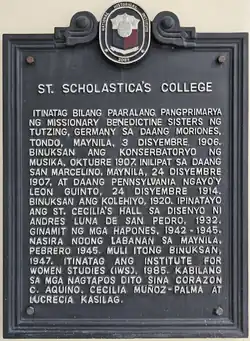 2003
ST. SCHOLASTICA'S COLLEGE
ITINATAG BILANG PAARALANG PANGPRIMARYA
NG MISSIONARY BENEDICTINE SISTERS NG
TUTZING, GERMANY SA DAANG MORIONES,
TONDO, MAYNILA, 3 DISYEMBRE 1906.
BINUKSAN ANG KONSERBATORYO NG
MUSIKA, OKTUBRE 1907. INILIPAT SA DAANG
SAN MARCELINO, MAYNILA, 24 DISYEMBRE
1907, AT DAANG PENNSYLVANIA NGAYO'Y
LEON GUINTO, 24 DISYEMBRE 1914.
BINUKSAN ANG KOLEHIYO, 1920. IPINATAYO
ANG ST. CECILIA'S HALL SA DISENYO NI
ANDRES LUNA DE SAN PEDRO, 1932.
GINAMIT NG MGA HAPONES, 1942-1945.
NASIRA NOONG LABANAN SA MAYNILA,
PEBRERO 1945. MULI ITONG BINUKSAN,
1947. ITINATAG ANG INSTITUTE FOR
WOMEN STUDIES (IWS), 1985. KABILANG
SA MGA NAGTAPOS DITO SINA CORAZON
C. AQUINO, CECILIA MUÑOZ-PALMA AT
LUCRECIA KASILAG.